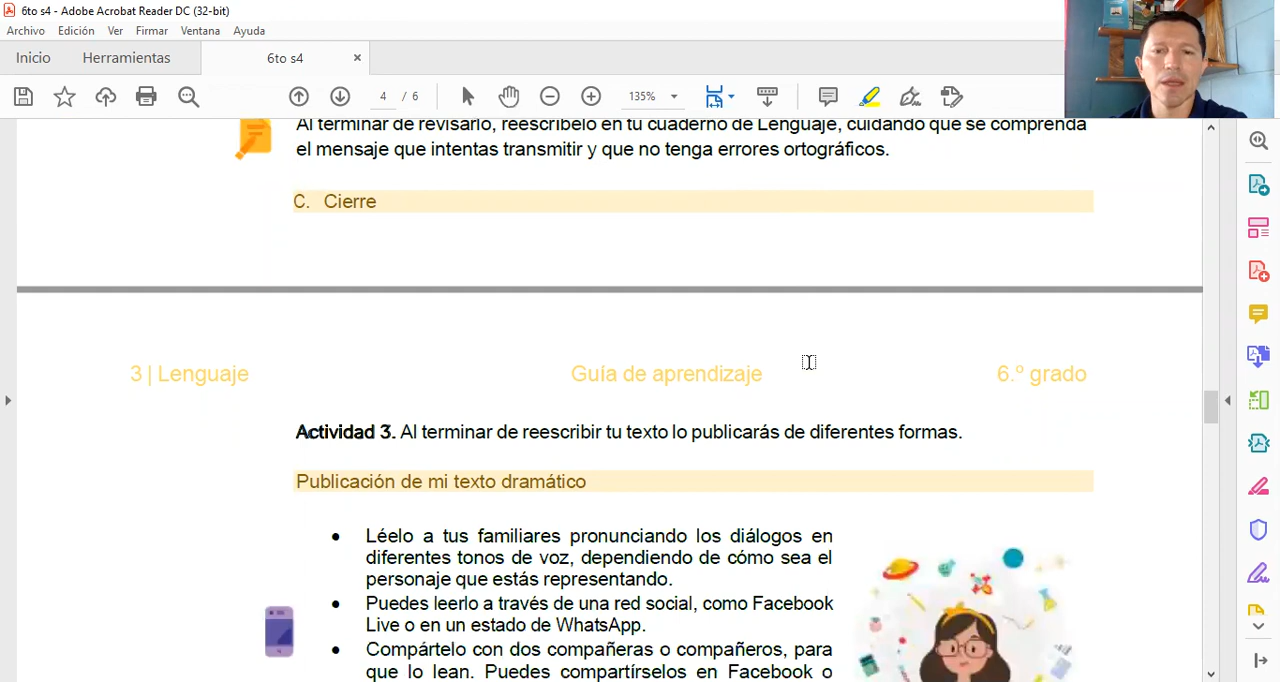 6to s4 - Adobe Acrobat Reader DC (32-bit)
Archivo Edición Ver Firmar Ventana Ayuda
Inicio Herramientas 6to s4 ×
4 / 6 135%
Al terminar de revisarlo, reescríbelo en tu cuaderno de Lenguaje, cuidando que se comprenda
el mensaje que intentas transmitir y que no tenga errores ortográficos.
C. Cierre
3 | Lenguaje Guía de aprendizaje 6.º grado
Actividad 3. Al terminar de reescribir tu texto lo publicarás de diferentes formas.
Publicación de mi texto dramático
• Léelo a tus familiares pronunciando los diálogos en
diferentes tonos de voz, dependiendo de cómo sea el
personaje que estás representando.
• Puedes leerlo a través de una red social, como Facebook
Live o en un estado de WhatsApp.
• Compártelo con dos compañeras o compañeros, para
que lo lean. Puedes compartírselos en Facebook o